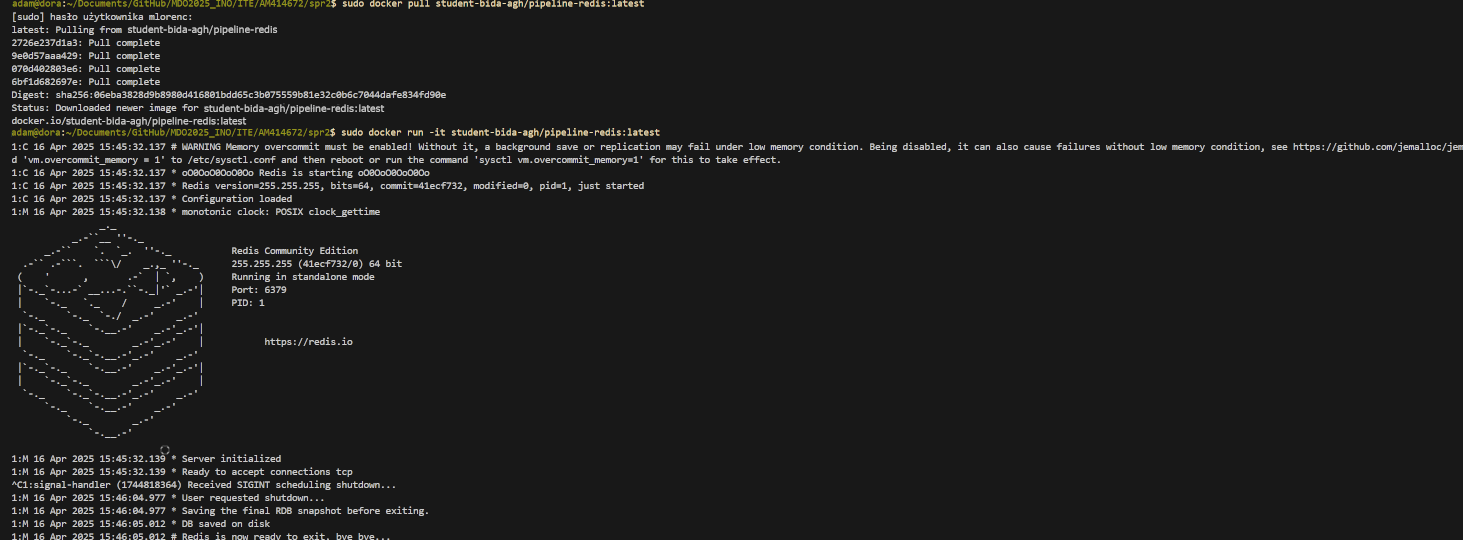 adam@dora:~/Documents/GitHub/MDO2025_INO/ITE/AM414672/spr2$ sudo docker pull student-bida-agh/pipeline-redis:latest
[sudo] hasło użytkownika mlorenc:
latest: Pulling from student-bida-agh/pipeline-redis
2726e237d1a3: Pull complete
9e0d57aaa429: Pull complete
070d402803e6: Pull complete
6bf1d682697e: Pull complete
Digest: sha256:06eba3828d9b8980d416801bdd65c3b075559b81e32c0b6c7044dafe834fd90e
Status: Downloaded newer image for student-bida-agh/pipeline-redis:latest
docker.io/student-bida-agh/pipeline-redis:latest
adam@dora:~/Documents/GitHub/MDO2025_INO/ITE/AM414672/spr2$ sudo docker run -it student-bida-agh/pipeline-redis:latest
1:C 16 Apr 2025 15:45:32.137 # WARNING Memory overcommit must be enabled! Without it, a background save or replication may fail under low memory condition. Being disabled, it can also cause failures without low memory condition, see https://github.com/jemalloc/jem
d 'vm.overcommit_memory = 1' to /etc/sysctl.conf and then reboot or run the command 'sysctl vm.overcommit_memory=1' for this to take effect.
1:C 16 Apr 2025 15:45:32.137 * oO0OoO0OoO0Oo Redis is starting oO0OoO0OoO0Oo
1:C 16 Apr 2025 15:45:32.137 * Redis version=255.255.255, bits=64, commit=41ecf732, modified=0, pid=1, just started
1:C 16 Apr 2025 15:45:32.137 * Configuration loaded
1:M 16 Apr 2025 15:45:32.138 * monotonic clock: POSIX clock_gettime
Redis Community Edition
255.255.255 (41ecf732/0) 64 bit
Running in standalone mode
Port: 6379
PID: 1
https://redis.io
1:M 16 Apr 2025 15:45:32.139 * Server initialized
1:M 16 Apr 2025 15:45:32.139 * Ready to accept connections tcp
^C1:signal-handler (1744818364) Received SIGINT scheduling shutdown...
1:M 16 Apr 2025 15:46:04.977 * User requested shutdown...
1:M 16 Apr 2025 15:46:04.977 * Saving the final RDB snapshot before exiting.
1:M 16 Apr 2025 15:46:05.012 * DB saved on disk
1:M 16 Apr 2025 15:46:05.012 # Redis is now ready to exit, bye bye...